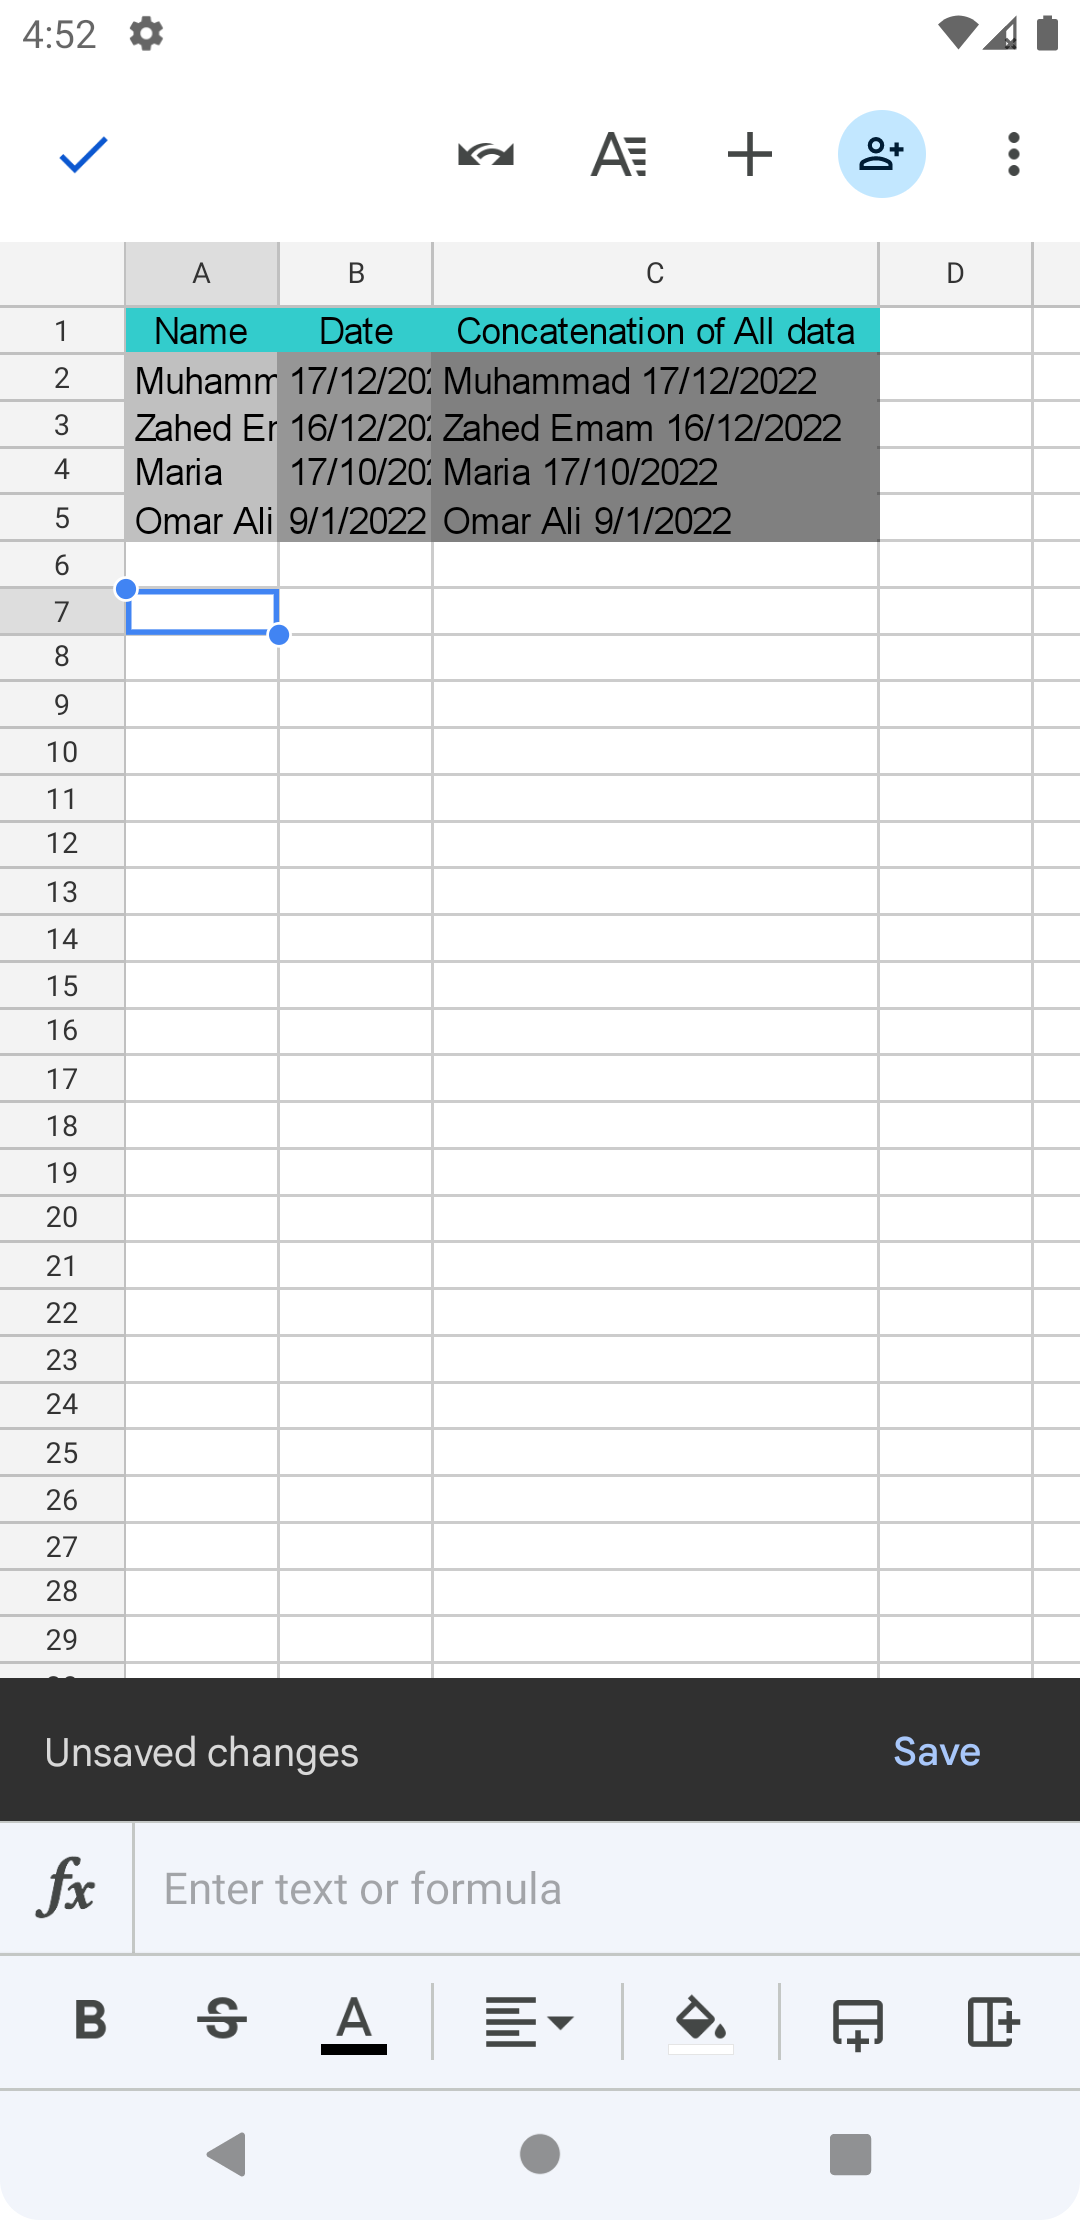 4:52
A B C D
1 Name Date Concatenation of All data
2 Muhamm 17/12/202 Muhammad 17/12/2022
3 Zahed Er 16/12/202 Zahed Emam 16/12/2022
4 Maria 17/10/202 Maria 17/10/2022
5 Omar Ali 9/1/2022 Omar Ali 9/1/2022
6
7
8
9
10
11
12
13
14
15
16
17
18
19
20
21
22
23
24
25
26
27
28
29
Unsaved changes Save
fx Enter text or formula
B S A